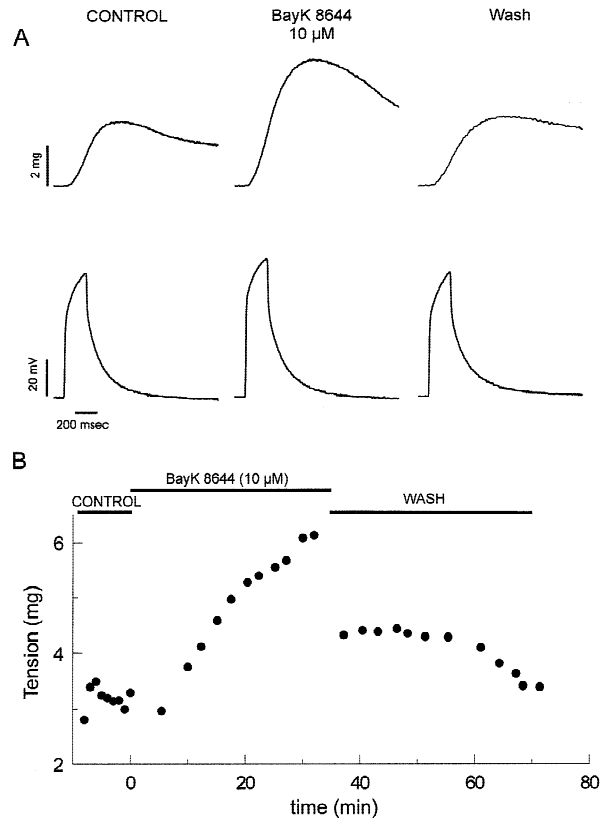 A
CONTROL
BayK 8644
10 µM
Wash
2 mg
20 mV
200 msec
B
BayK 8644 (10 µM)
CONTROL
WASH
6
4
2
Tension (mg)
0
20
40
60
80
time (min)